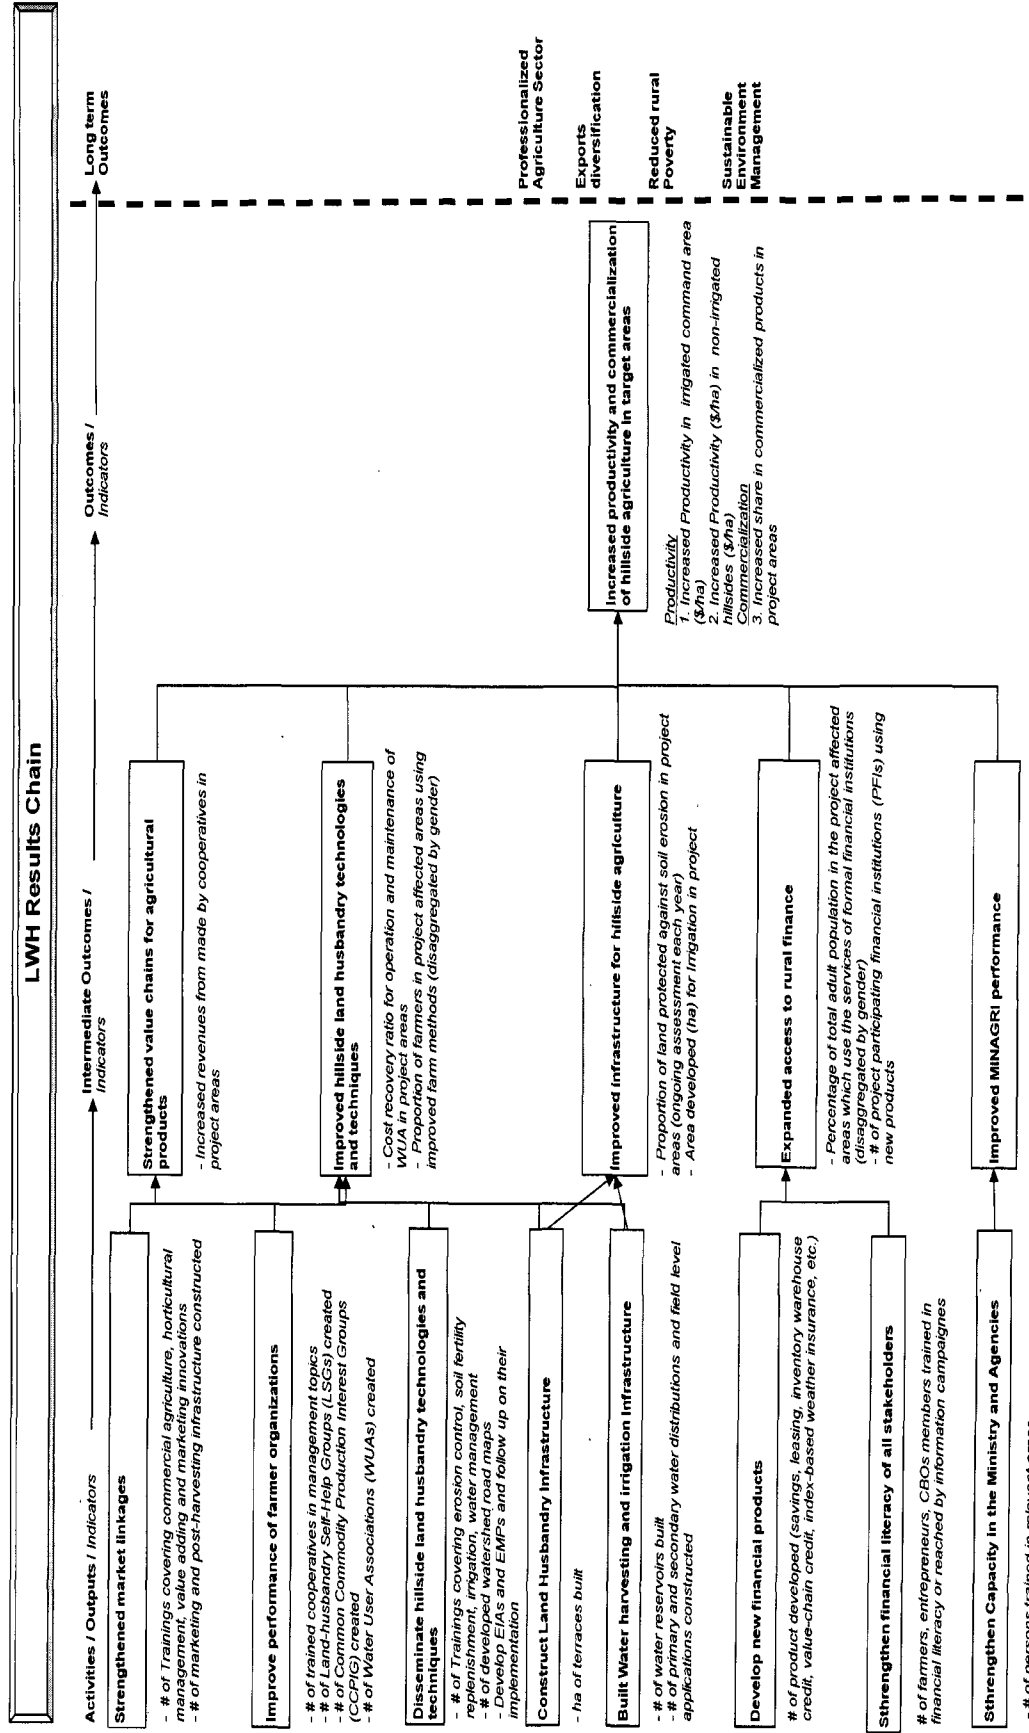 LWH Results Chain
Activities / Outputs / Indicators
Intermediate Outcomes /
Indicators
Outcomes /
Indicators
Long term
Outcomes
Strengthened market linkages
- # of Trainings covering commercial agriculture, horticultural
management, value adding and marketing innovations
- # of marketing and post-harvesting infrastructure constructed
Improve performance of farmer organizations
- # of trained cooperatives in management topics
- # of Land-husbandry Self-Help Groups (LSGs) created
- # of Common Commodity Production Interest Groups
(CCPIG) created
- # of Water User Associations (WUAs) created
Disseminate hillside land husbandry technologies and
techniques
- # of Trainings covering erosion control, soil fertility
replenishment, irrigation, water management
- # of developed watershed road maps
- Develop EIAs and EMPs and follow up on their
implementation
Construct Land Husbandry Infrastructure
- ha of terraces built
Built Water harvesting and irrigation Infrastructure
- # of water reservoirs built
- # of primary and secondary water distributions and field level
applications constructed
Develop new financial products
# of product developed (savings, leasing, inventory warehouse
credit, value-chain credit, index-based weather insurance, etc.)
Sthrengthen financial literacy of all stakeholders
# of farmers, entrepreneurs, CBOs members trained in
financial literacy or reached by information campaignes
Sthrengthen Capacity in the Ministry and Agencies
- # of persons trained in relevant areas
Strengthened value chains for agricultural
products
- Increased revenues from made by cooperatives in
project areas
Improved hillside land husbandry technologies
and techniques
- Cost recovery ratio for operation and maintenance of
WUA in project areas
- Proportion of farmers in project affected areas using
improved farm methods (disaggregated by gender)
Improved infrastructure for hillside agriculture
- Proportion of land protected against soil erosion in project
areas (ongoing assessment each year)
- Area developed (ha) for Irrigation in project
Expanded access to rural finance
- Percentage of total adult population in the project affected
areas which use the services of formal financial institutions
(disaggregated by gender)
- # of project participating financial institutions (PFIs) using
new products
Improved MINAGRI performance
Increased productivity and commercialization
of hillside agriculture in target areas
Productivity
1. Increased Productivity in irrigated command area
($/ha)
2. Increased Productivity ($/ha) in non-irrigated
hillsides ($/ha)
Commercialization
3. Increased share in commercialized products in
project areas
Professionalized
Agriculture Sector
Exports
diversification
Reduced rural
Poverty
Sustainable
Environment
Management